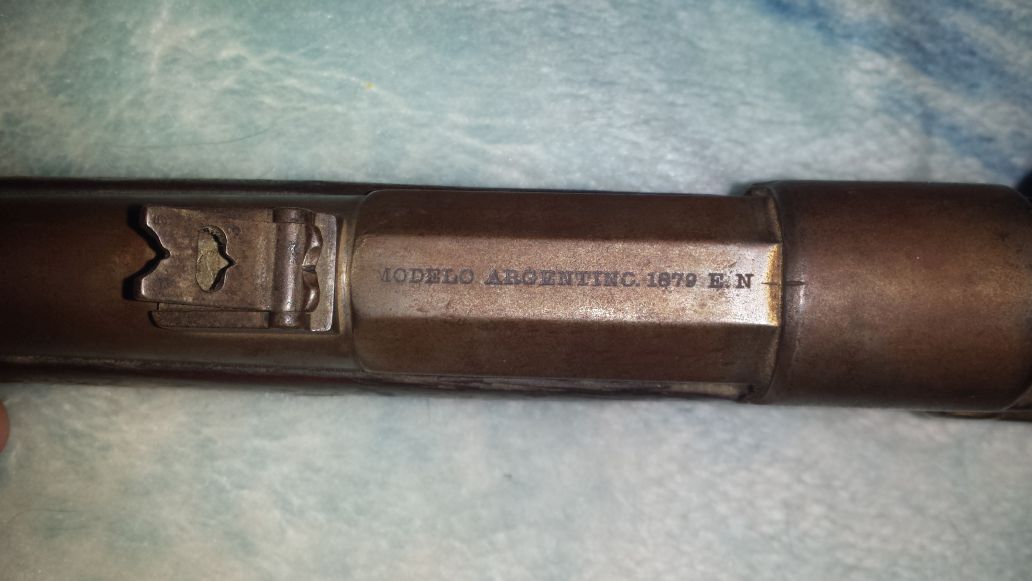 MODELO ARGENTINO. 1879 E. N